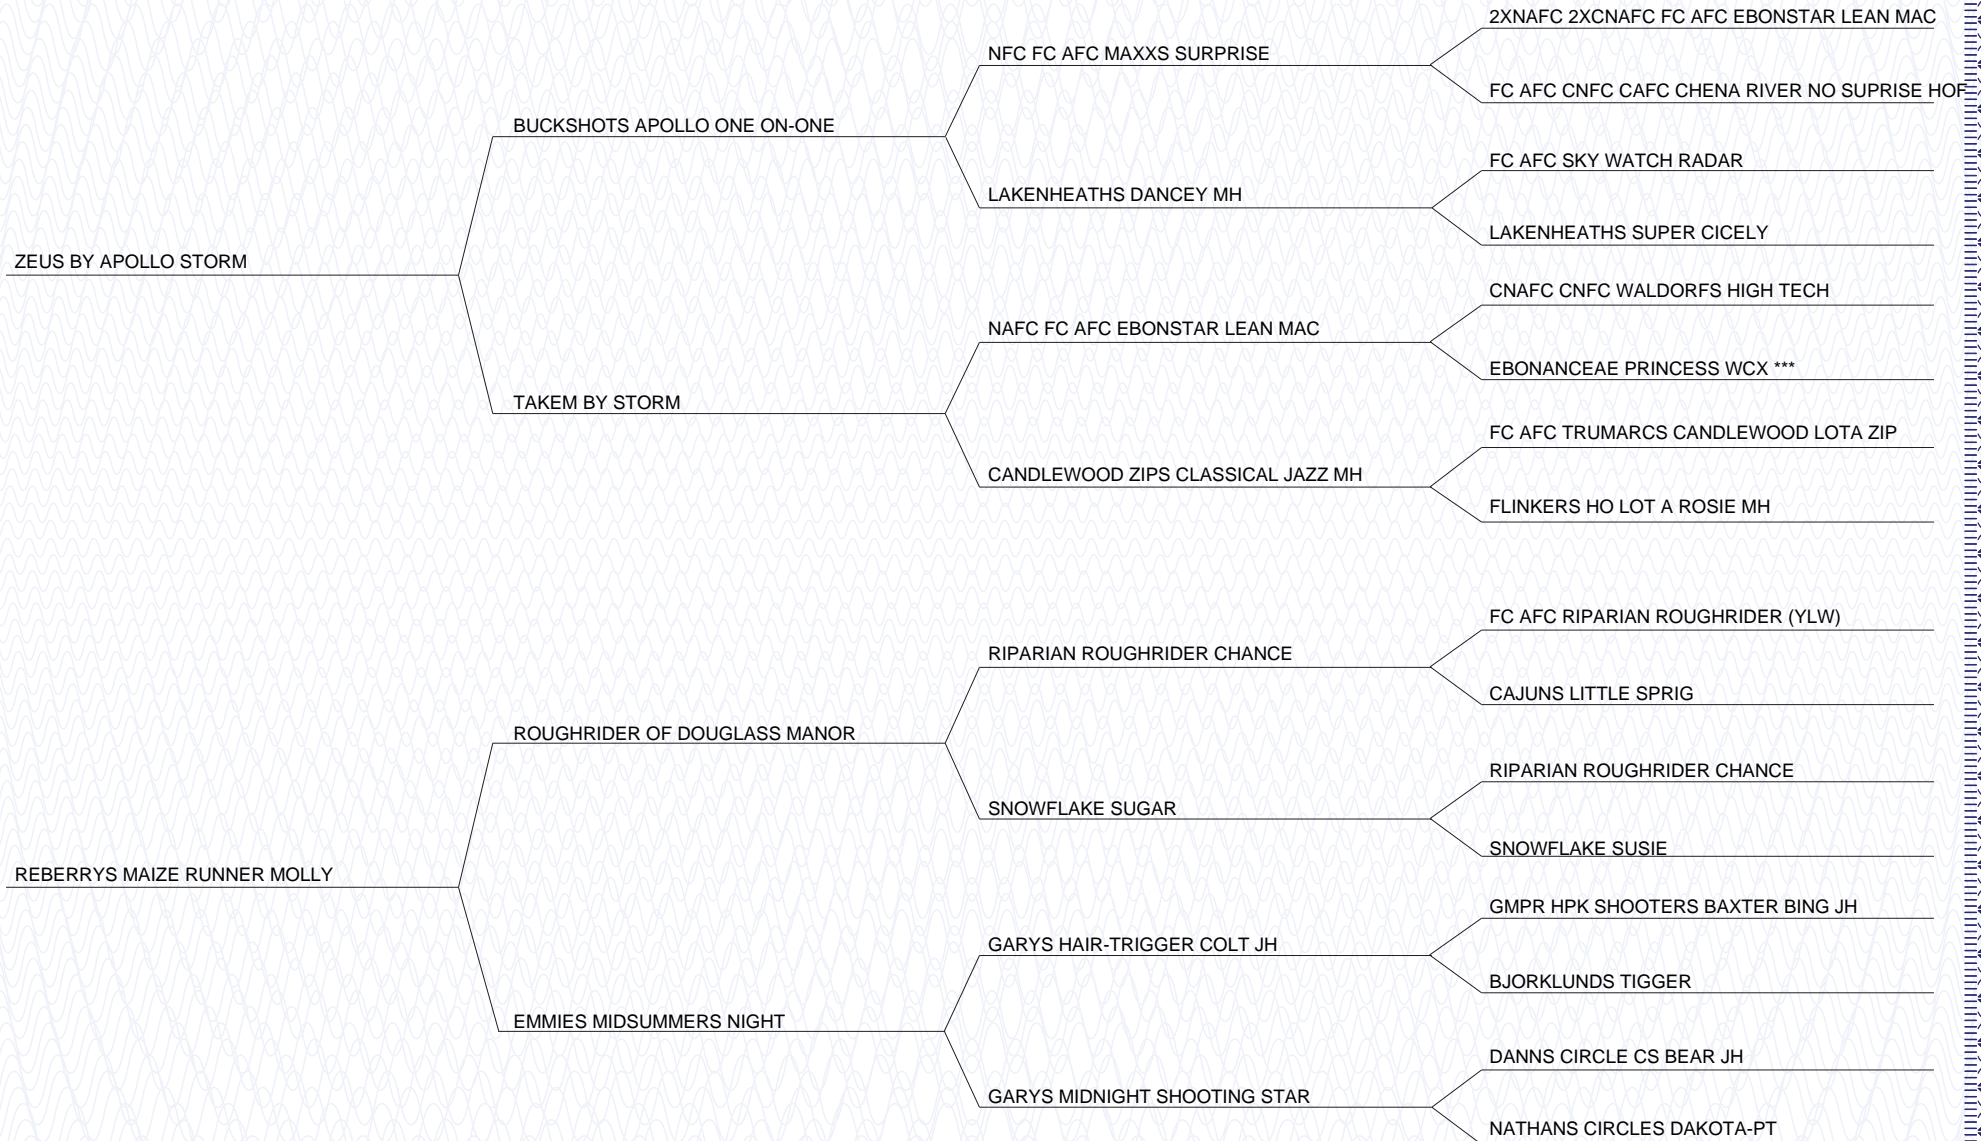 2XNAFC 2XCNAFC FC AFC EBONSTAR LEAN MAC
NFC FC AFC MAXXS SURPRISE
FC AFC CNFC CAFC CHENA RIVER NO SUPRISE HOF
BUCKSHOTS APOLLO ONE ON-ONE
FC AFC SKY WATCH RADAR
LAKENHEATHS DANCEY MH
LAKENHEATHS SUPER CICELY
ZEUS BY APOLLO STORM
CNAFC CNFC WALDORFS HIGH TECH
NAFC FC AFC EBONSTAR LEAN MAC
EBONANCEAE PRINCESS WCX ***
TAKEM BY STORM
FC AFC TRUMARCS CANDLEWOOD LOTA ZIP
CANDLEWOOD ZIPS CLASSICAL JAZZ MH
FLINKERS HO LOT A ROSIE MH
FC AFC RIPARIAN ROUGHRIDER (YLW)
RIPARIAN ROUGHRIDER CHANCE
CAJUNS LITTLE SPRIG
ROUGHRIDER OF DOUGLASS MANOR
RIPARIAN ROUGHRIDER CHANCE
SNOWFLAKE SUGAR
SNOWFLAKE SUSIE
REBERRYS MAIZE RUNNER MOLLY
GMPR HPK SHOOTERS BAXTER BING JH
GARYS HAIR-TRIGGER COLT JH
BJORKLUNDS TIGGER
EMMIES MIDSUMMERS NIGHT
DANNS CIRCLE CS BEAR JH
GARYS MIDNIGHT SHOOTING STAR
NATHANS CIRCLES DAKOTA-PT